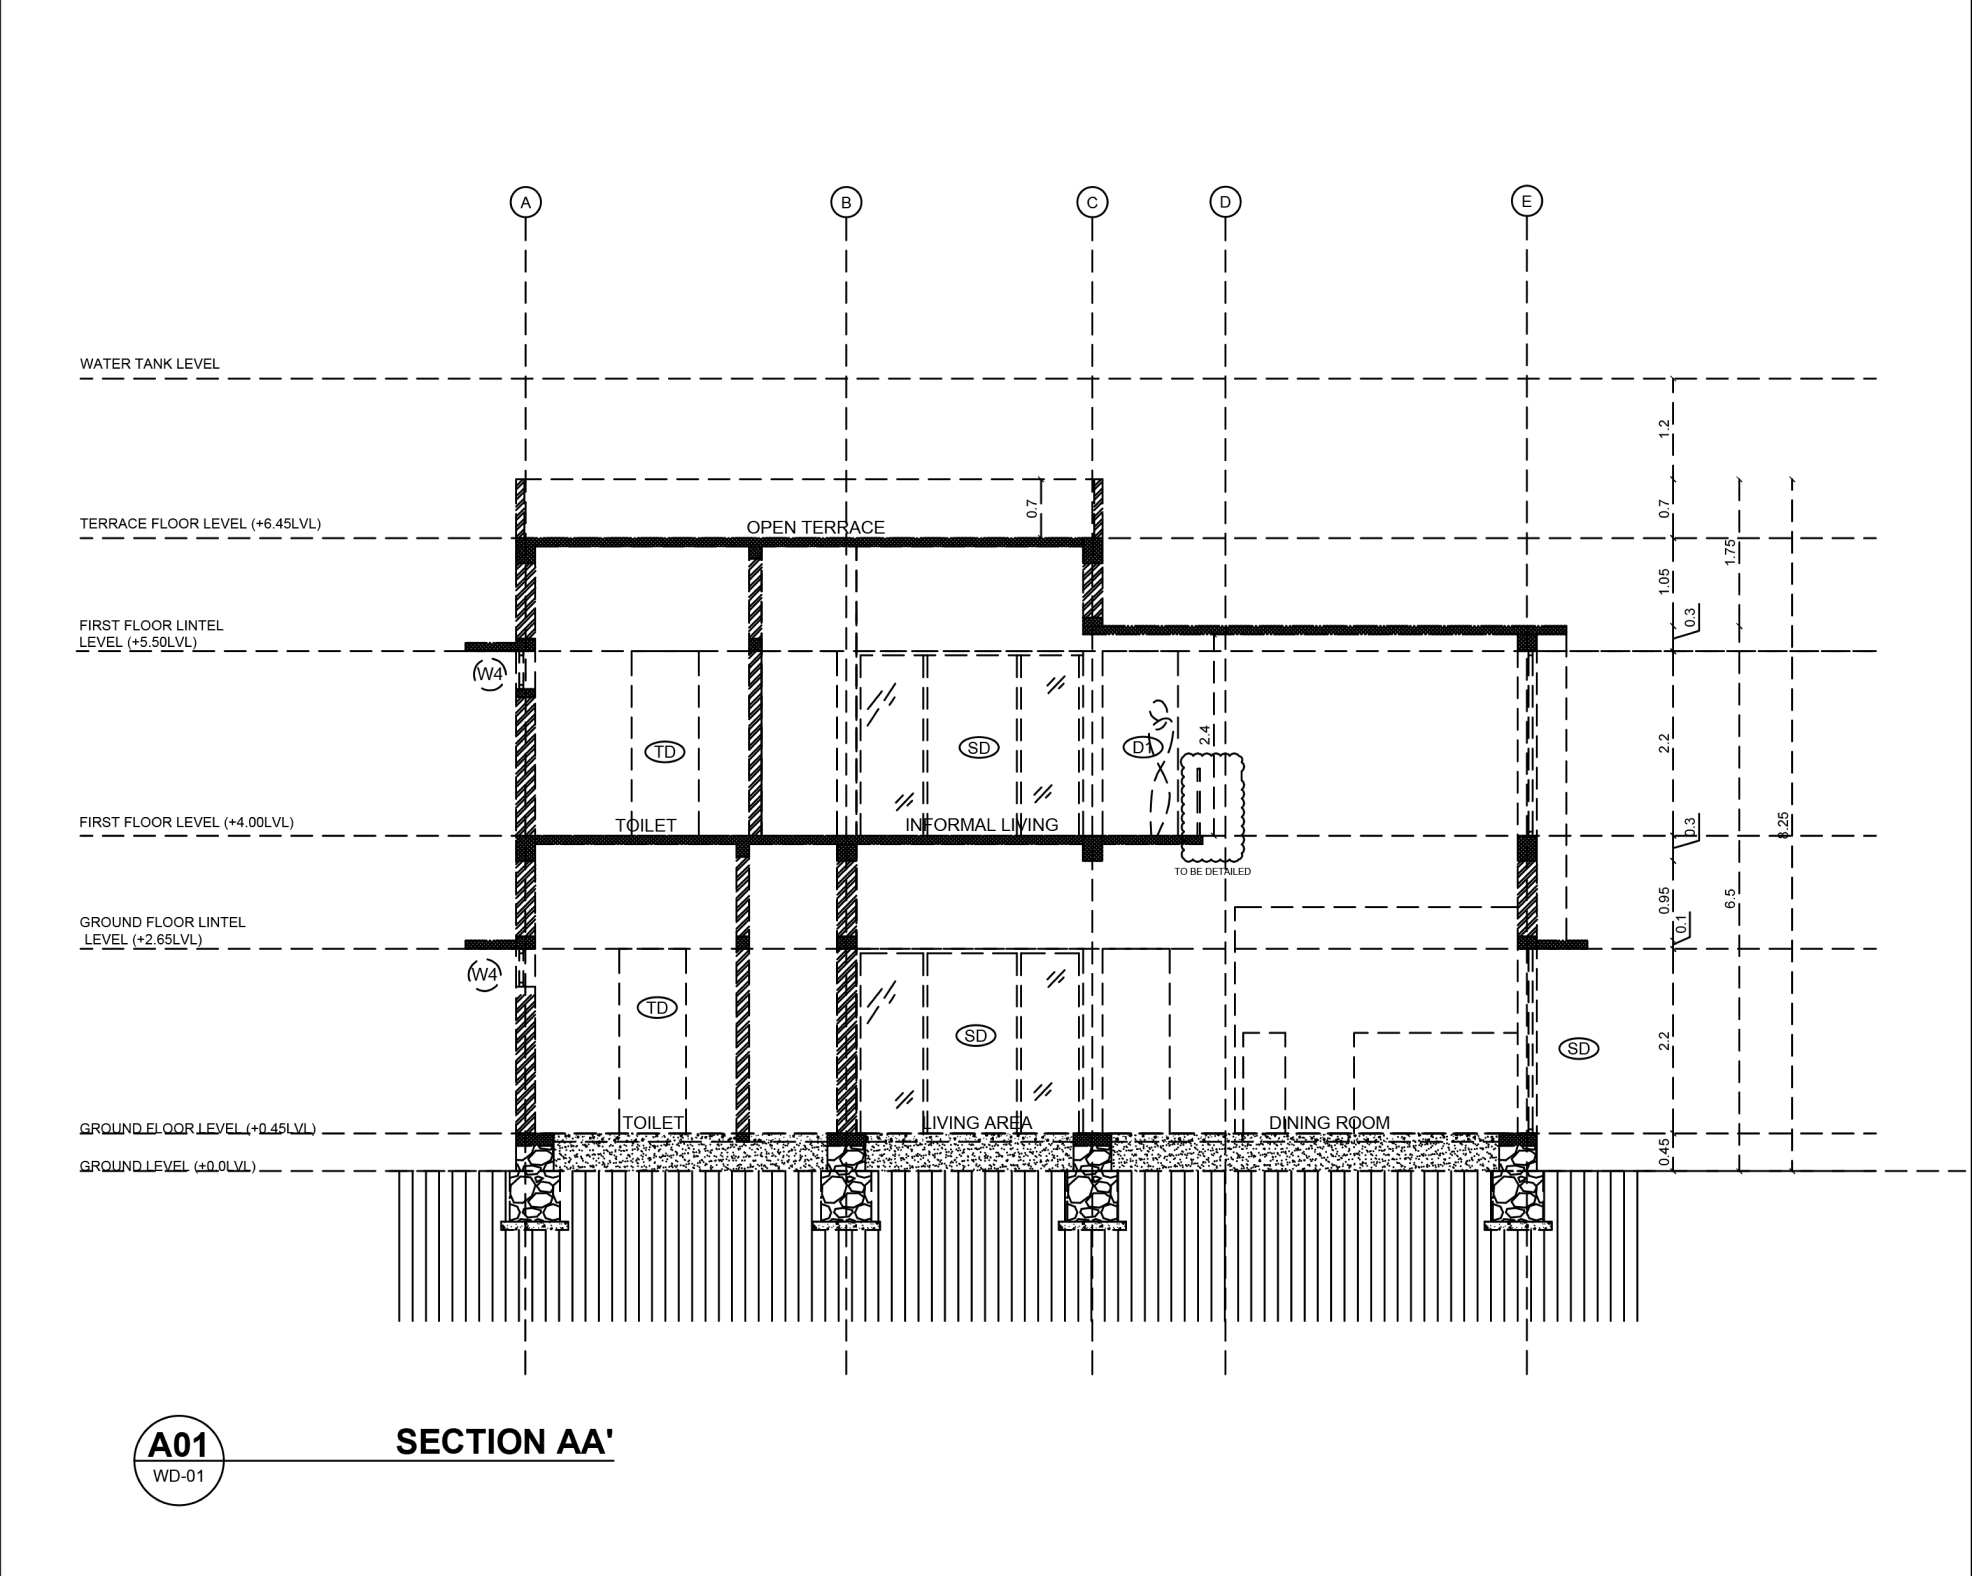 A
B
C
D
E
WATER TANK LEVEL
1.2
0.7
0.7
TERRACE FLOOR LEVEL (+6.45LVL)
OPEN TERRACE
1.75
1.05
0.3
FIRST FLOOR LINTEL
LEVEL (+5.50LVL)
W4
TD
SD
D1
2.4
2.2
FIRST FLOOR LEVEL (+4.00LVL)
TOILET
INFORMAL LIVING
0.3
8.25
TO BE DETAILED
0.95
6.5
0.1
GROUND FLOOR LINTEL
LEVEL (+2.65LVL)
W4
TD
SD
SD
2.2
GROUND FLOOR LEVEL (+0.45LVL)
TOILET
LIVING AREA
DINING ROOM
0.45
GROUND LEVEL (+0.0LVL)
A01
WD-01
SECTION AA'